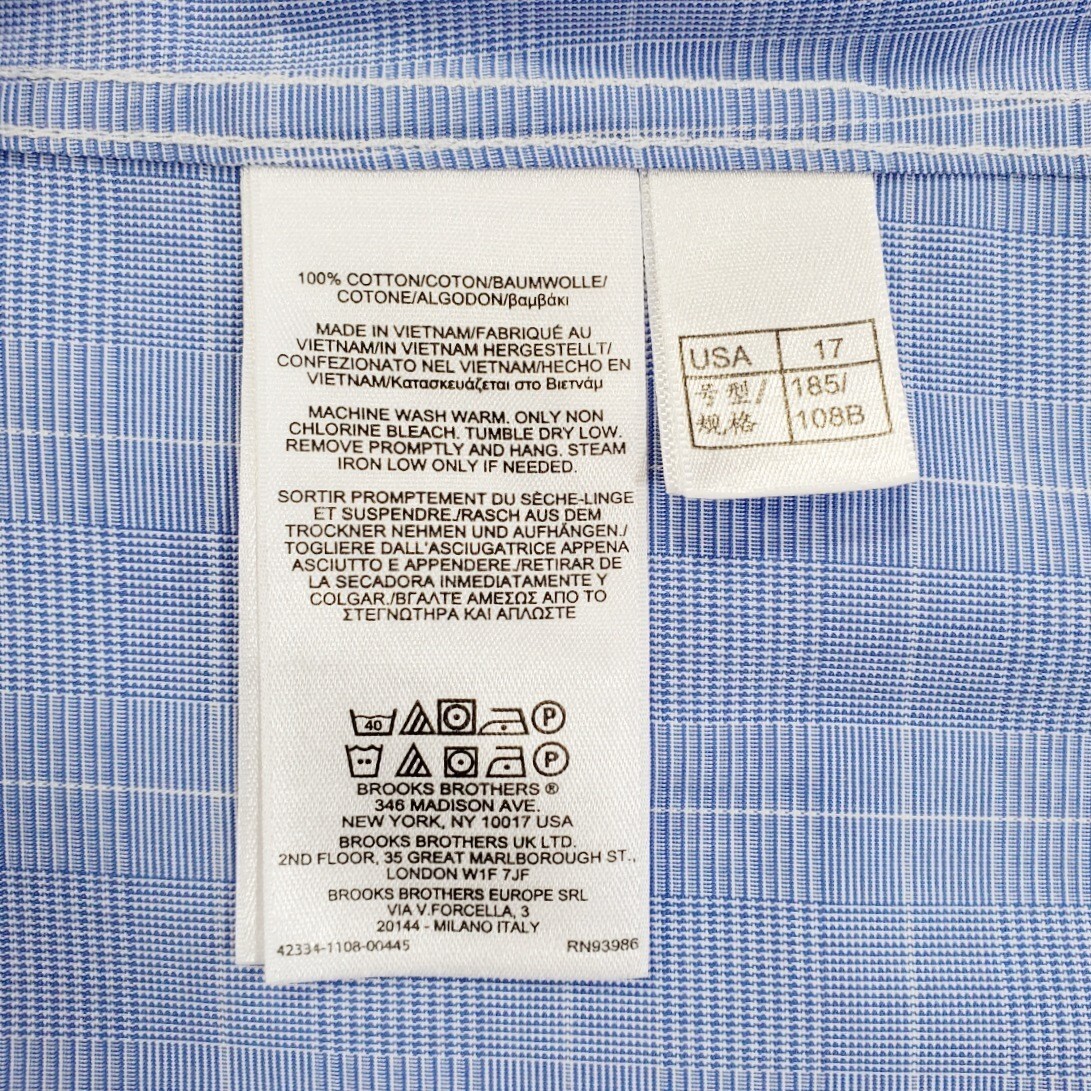 100% COTTON/COTON/BAUMWOLLE/
COTONE/ALGODON/βαμβάκι
MADE IN VIETNAM/FABRIQUÉ AU
VIETNAM/IN VIETNAM HERGESTELLT/
CONFEZIONATO NEL VIETNAM/HECHO EN
VIETNAM/Κατασκευάζεται στο Βιετνάμ
MACHINE WASH WARM. ONLY NON
CHLORINE BLEACH. TUMBLE DRY LOW.
REMOVE PROMPTLY AND HANG. STEAM
IRON LOW ONLY IF NEEDED.
SORTIR PROMPTEMENT DU SÈCHE-LINGE
ET SUSPENDRE./RASCH AUS DEM
TROCKNER NEHMEN UND AUFHÄNGEN./
TOGLIERE DALL'ASCIUGATRICE APPENA
ASCIUTTO E APPENDERE./RETIRAR DE
LA SECADORA INMEDIATAMENTE Y
COLGAR./ΒΓΑΛΤΕ ΑΜΕΣΩΣ ΑΠΟ ΤΟ
ΣΤΕΓΝΩΤΗΡΑ ΚΑΙ ΑΠΛΩΣΤΕ
40 P
P
BROOKS BROTHERS ®
346 MADISON AVE.
NEW YORK, NY 10017 USA
BROOKS BROTHERS UK LTD.
2ND FLOOR, 35 GREAT MARLBOROUGH ST.,
LONDON W1F 7JF
BROOKS BROTHERS EUROPE SRL
VIA V.FORCELLA, 3
20144 - MILANO ITALY
42334-1108-00445 RN93986
USA 17
号型/ 185/
规格 108B